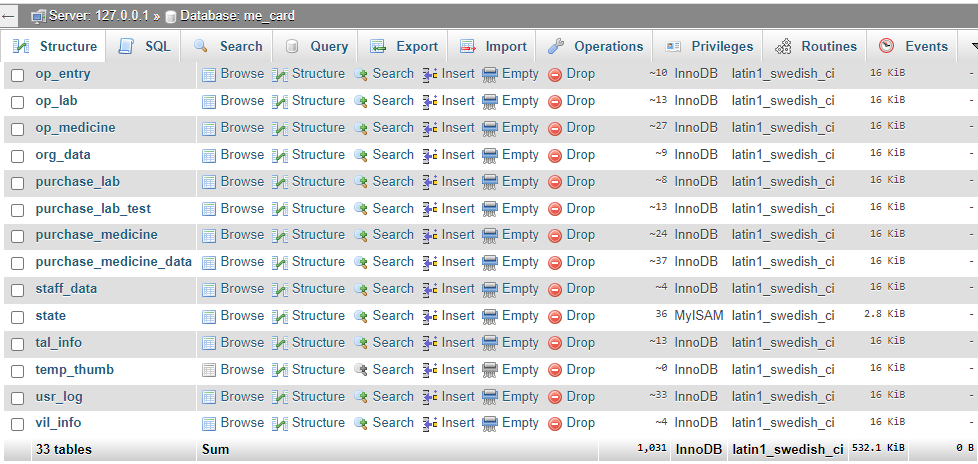 Server: 127.0.0.1 » Database: me_card
Structure SQL Search Query Export Import Operations Privileges Routines Events
op_entry Browse Structure Search Insert Empty Drop ~10 InnoDB latin1_swedish_ci 16 KiB -
op_lab Browse Structure Search Insert Empty Drop ~13 InnoDB latin1_swedish_ci 16 KiB -
op_medicine Browse Structure Search Insert Empty Drop ~27 InnoDB latin1_swedish_ci 16 KiB -
org_data Browse Structure Search Insert Empty Drop ~9 InnoDB latin1_swedish_ci 16 KiB -
purchase_lab Browse Structure Search Insert Empty Drop ~8 InnoDB latin1_swedish_ci 16 KiB -
purchase_lab_test Browse Structure Search Insert Empty Drop ~13 InnoDB latin1_swedish_ci 16 KiB -
purchase_medicine Browse Structure Search Insert Empty Drop ~24 InnoDB latin1_swedish_ci 16 KiB -
purchase_medicine_data Browse Structure Search Insert Empty Drop ~37 InnoDB latin1_swedish_ci 16 KiB -
staff_data Browse Structure Search Insert Empty Drop ~4 InnoDB latin1_swedish_ci 16 KiB -
state Browse Structure Search Insert Empty Drop 36 MyISAM latin1_swedish_ci 2.8 KiB -
tal_info Browse Structure Search Insert Empty Drop ~13 InnoDB latin1_swedish_ci 16 KiB -
temp_thumb Browse Structure Search Insert Empty Drop ~0 InnoDB latin1_swedish_ci 16 KiB -
usr_log Browse Structure Search Insert Empty Drop ~33 InnoDB latin1_swedish_ci 16 KiB -
vil_info Browse Structure Search Insert Empty Drop ~4 InnoDB latin1_swedish_ci 16 KiB -
33 tables Sum 1,031 InnoDB latin1_swedish_ci 532.1 KiB 0 B